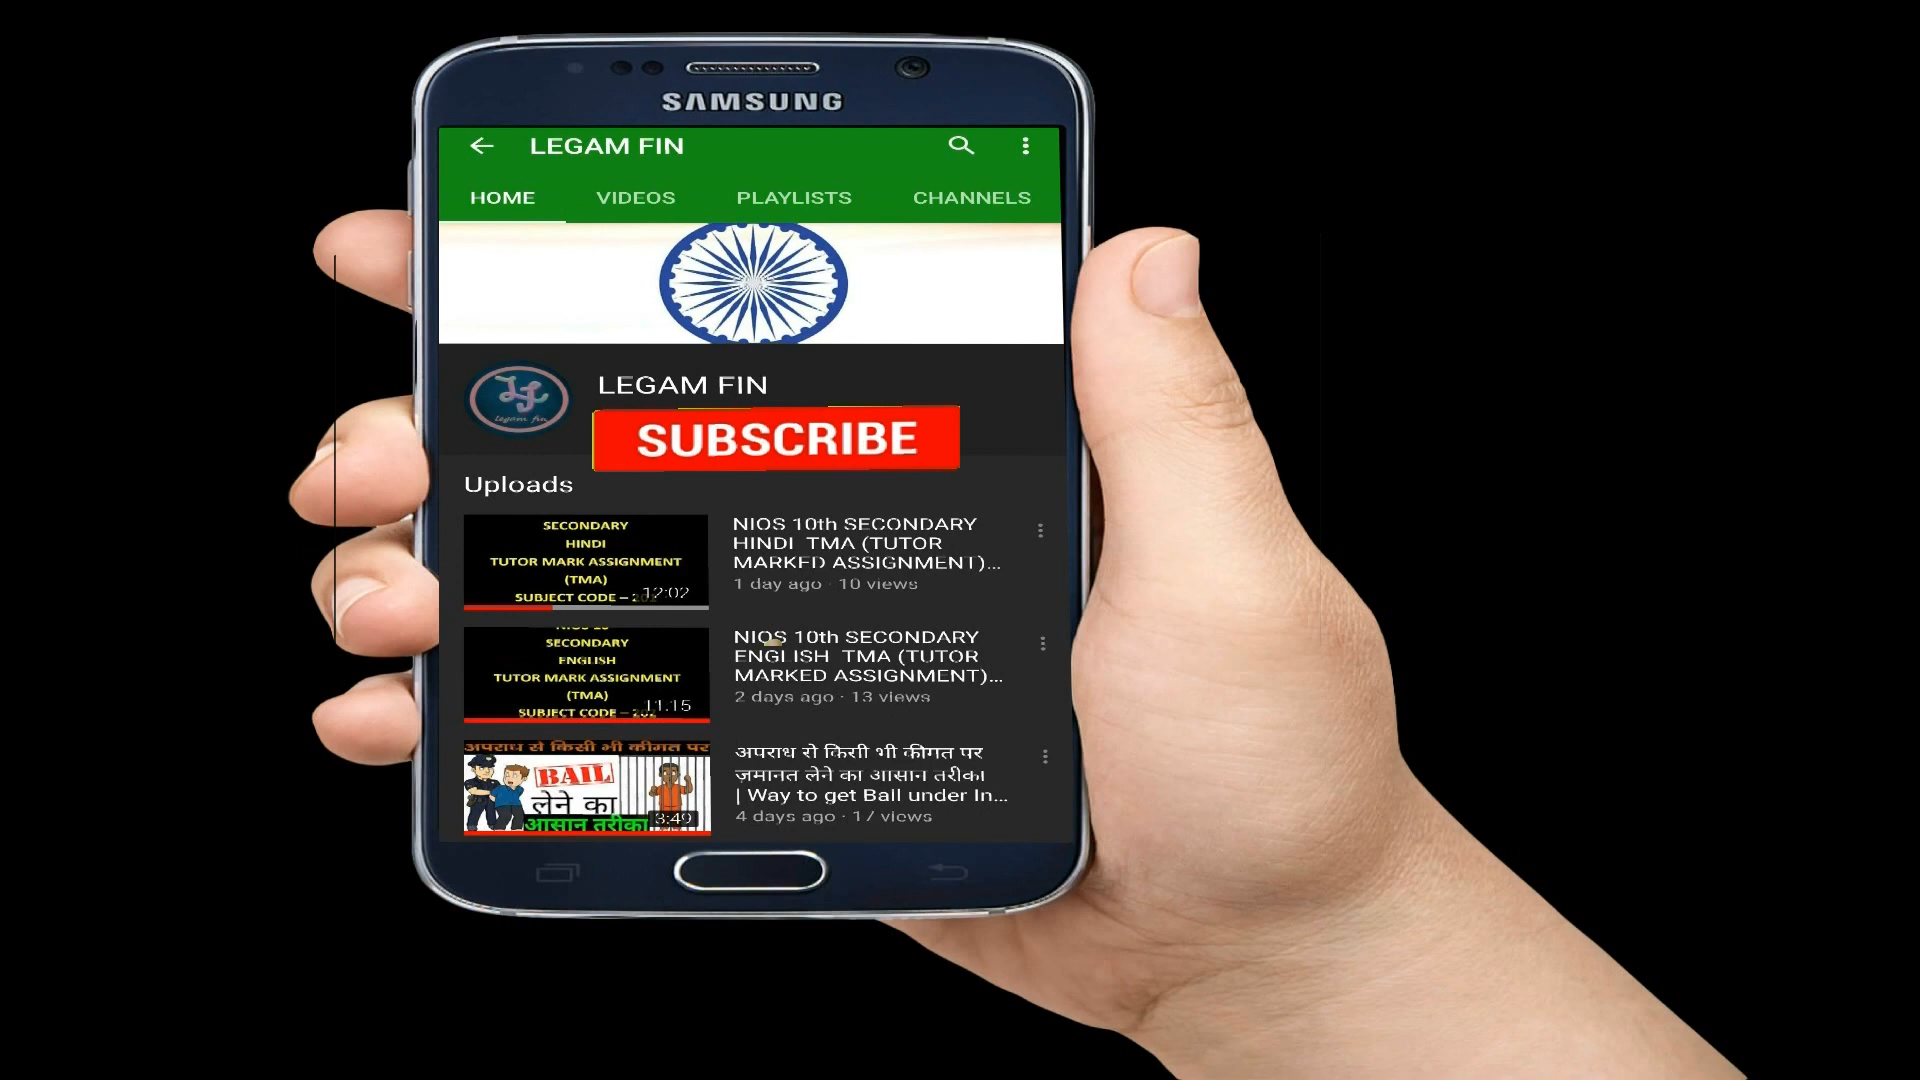 SAMSUNG
LEGAM FIN
HOME VIDEOS PLAYLISTS CHANNELS
LEGAM FIN
Legam fin
SUBSCRIBE
Uploads
SECONDARY
HINDI
TUTOR MARK ASSIGNMENT
(TMA)
SUBJECT CODE – 201
12:02
NIOS 10th SECONDARY
HINDI TMA (TUTOR
MARKED ASSIGNMENT)...
1 day ago · 10 views
SECONDARY
ENGLISH
TUTOR MARK ASSIGNMENT
(TMA)
SUBJECT CODE – 202
11:15
NIOS 10th SECONDARY
ENGLISH TMA (TUTOR
MARKED ASSIGNMENT)...
2 days ago · 13 views
अपराध से किसी भी कीमत पर
BAIL
लेने का
आसान तरीका
3:49
अपराध से किसी भी कीमत पर
ज़मानत लेने का आसान तरीका
| Way to get Bail under In...
4 days ago · 17 views